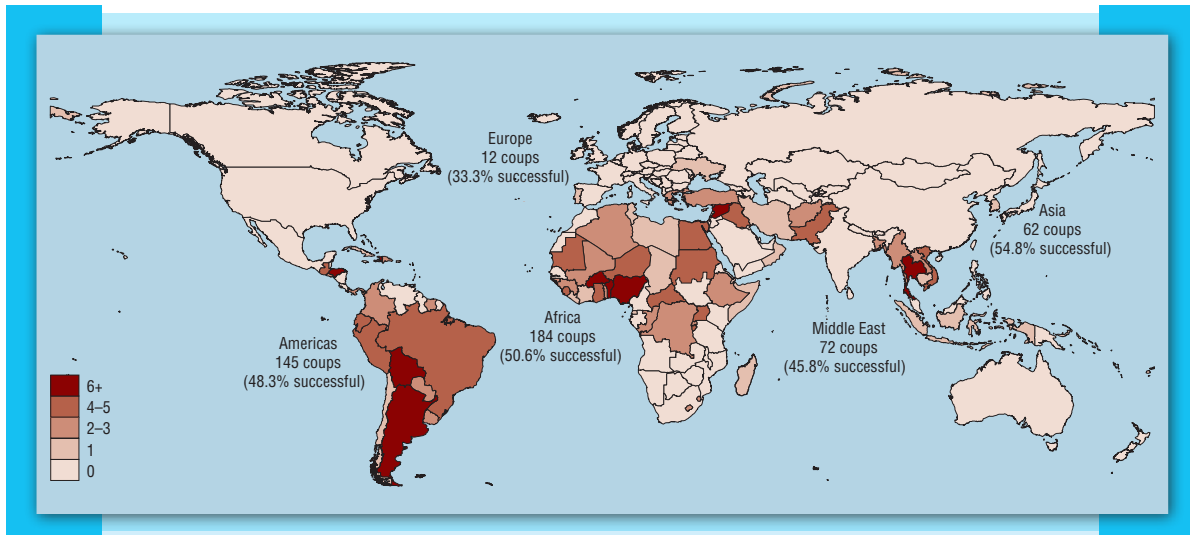 Europe
12 coups
(33.3% successful)
Asia
62 coups
(54.8% successful)
Africa
184 coups
(50.6% successful)
Middle East
72 coups
(45.8% successful)
Americas
145 coups
(48.3% successful)
6+
4–5
2–3
1
0